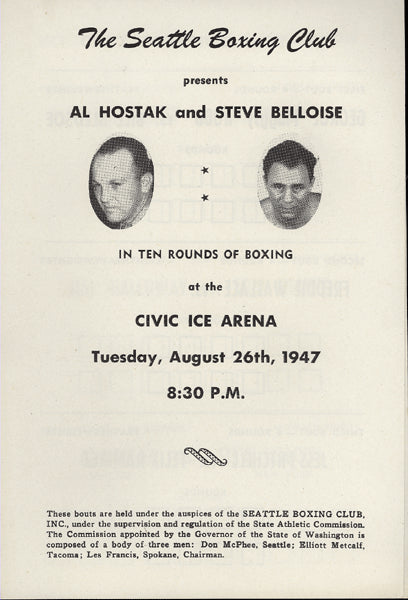 The Seattle Boxing Club
presents
AL HOSTAK and STEVE BELLOISE
IN TEN ROUNDS OF BOXING
at the
CIVIC ICE ARENA
Tuesday, August 26th, 1947
8:30 P.M.
These bouts are held under the auspices of the SEATTLE BOXING CLUB,
INC., under the supervision and regulation of the State Athletic Commission.
The Commission appointed by the Governor of the State of Washington is
composed of a body of three men: Don McPhee, Seattle; Elliott Metcalf,
Tacoma; Les Francis, Spokane, Chairman.